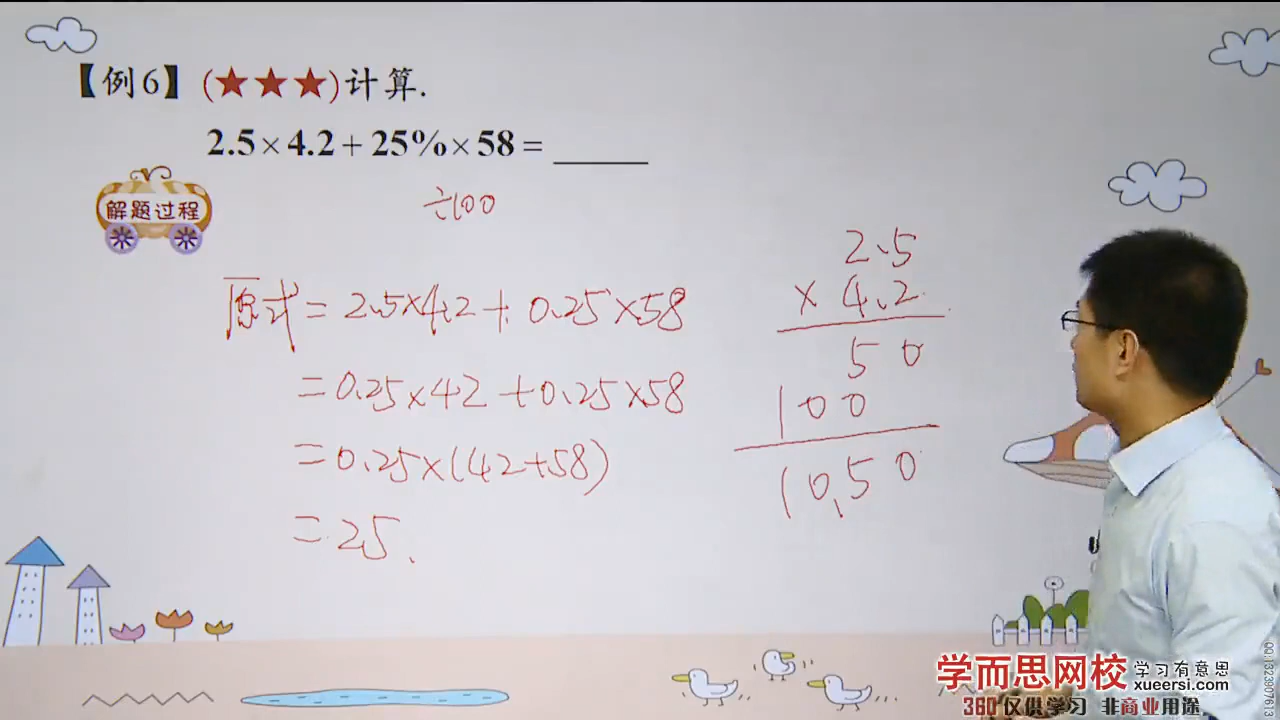 【例6】(★★★)计算.
2.5×4.2+25%×58=
解题过程
÷100
原式=2.5×4.2+0.25×58
=0.25×42+0.25×58
=0.25×(42+58)
=25.
2.5
×4.2
50
100
10.50
学而思网校 学习有意思
xueersi.com
360 仅供学习 非商业用途
QQ:132307613